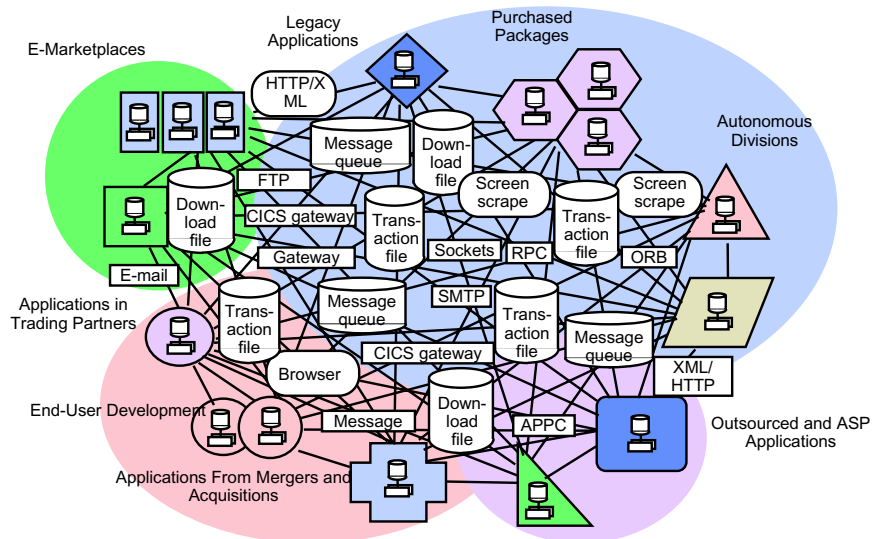 Legacy
Applications
Purchased
Packages
E-Marketplaces
HTTP/X
ML
Autonomous
Divisions
Message
queue
Down-
load
file
FTP
Screen
scrape
Screen
scrape
Down-
load
file
CICS gateway
Trans-
action
file
Trans-
action
file
Gateway
Sockets
RPC
ORB
E-mail
Applications in
Trading Partners
Trans-
action
file
Message
queue
SMTP
Trans-
action
file
Message
queue
CICS gateway
XML/
HTTP
Browser
End-User Development
Down-
load
file
Message
APPC
Outsourced and ASP
Applications
Applications From Mergers and
Acquisitions